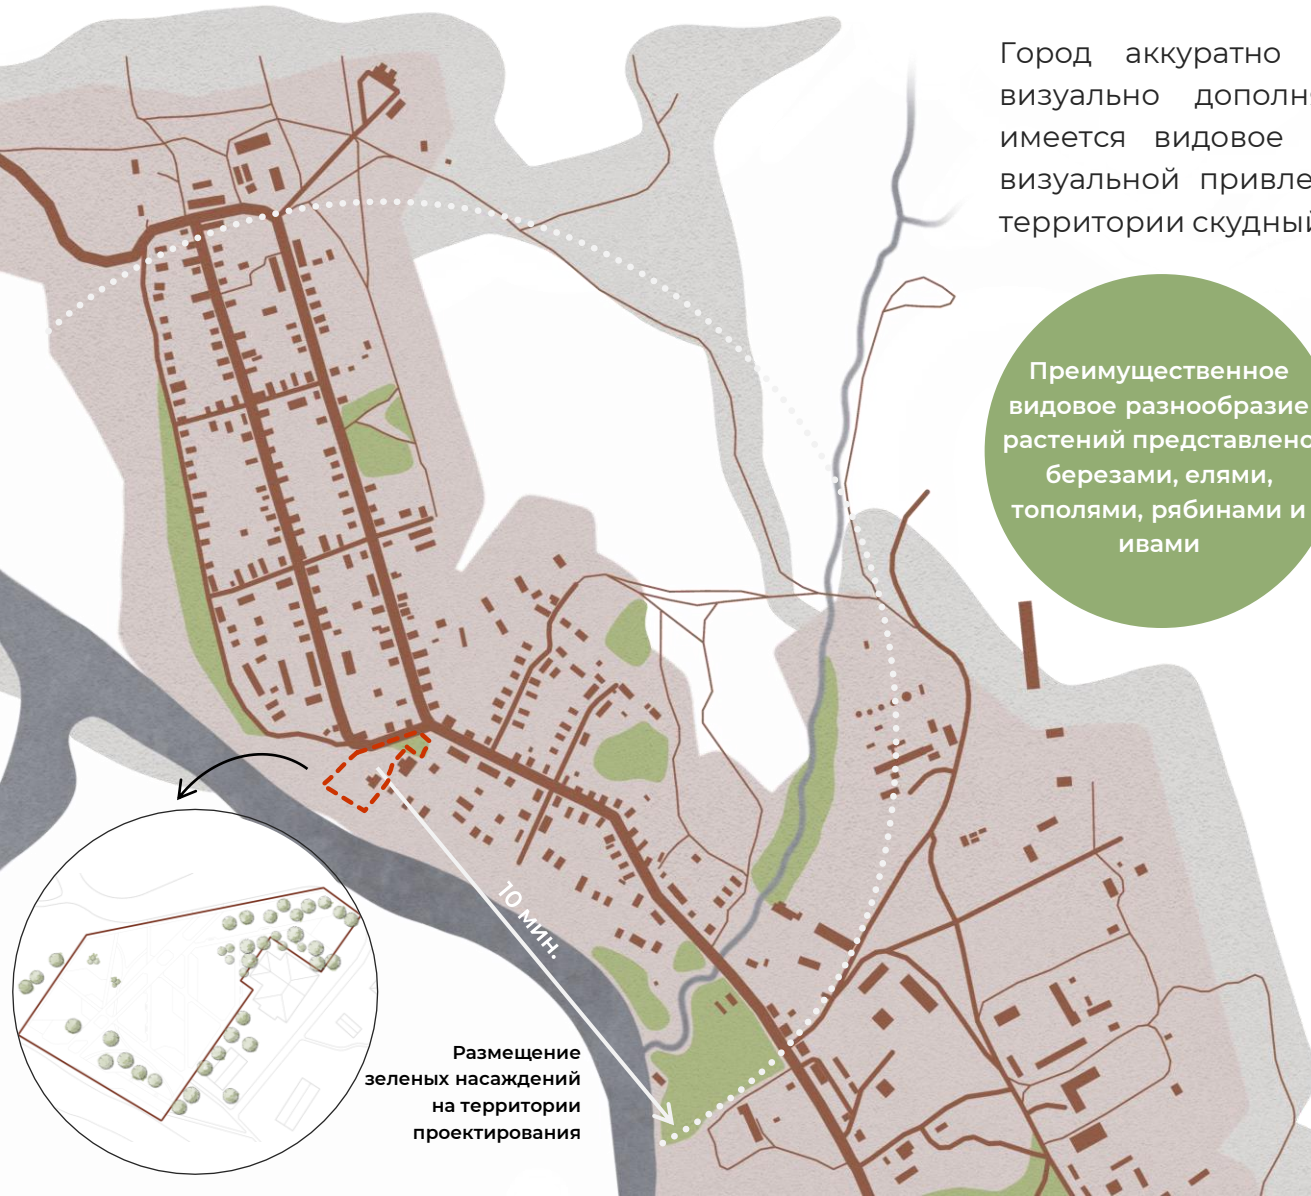 Город аккуратно
визуально дополн
имеется видовое
визуальной привле
территории скудный
Преимущественное
видовое разнообразие
растений представлено
березами, елями,
тополями, рябинами и
ивами
10 мин.
Размещение
зеленых насаждений
на территории
проектирования